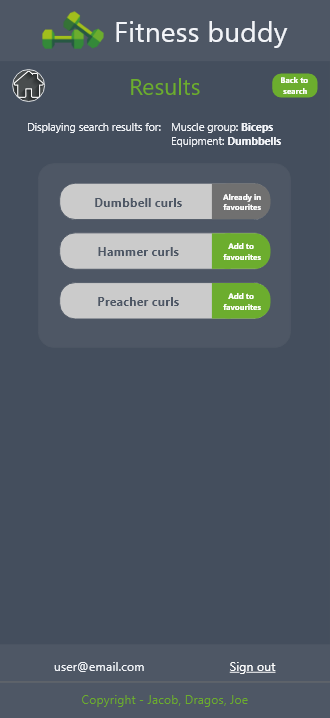 Fitness buddy
Results
Back to
search
Displaying search results for:
Muscle group: Biceps
Equipment: Dumbbells
Dumbbell curls
Already in
favourites
Hammer curls
Add to
favourites
Preacher curls
Add to
favourites
user@email.com
Sign out
Copyright - Jacob, Dragos, Joe